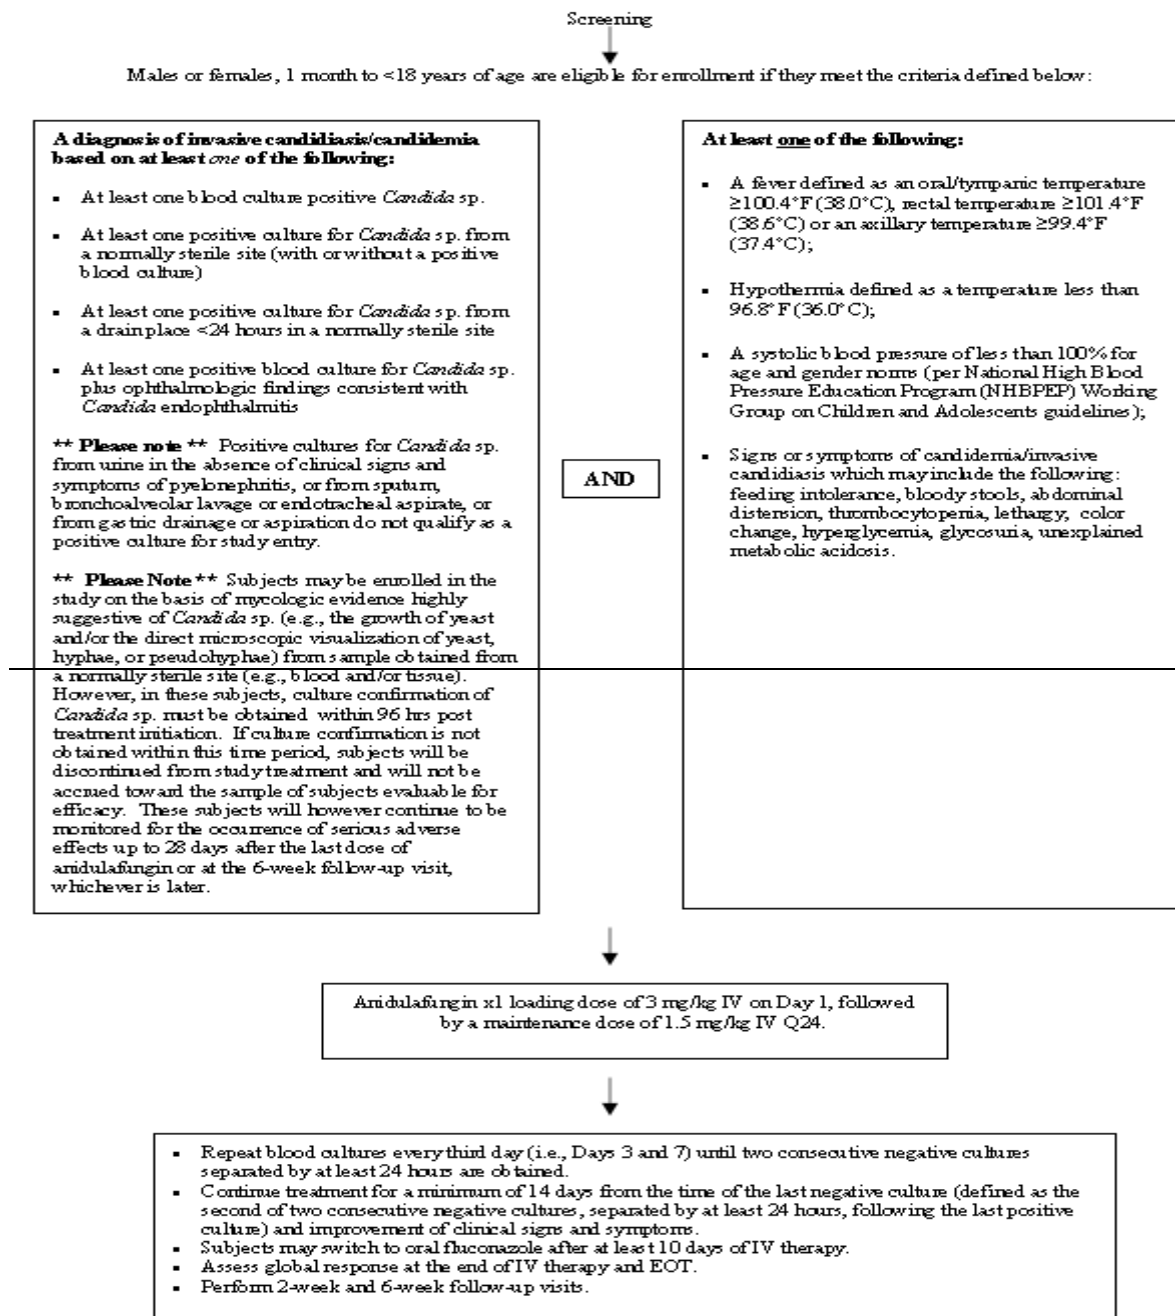 Screening
Males or females, 1 month to <18 years of age are eligible for enrollment if they meet the criteria defined below:
A diagnosis of invasive candidiasis/candidemia
based on at least one of the following:
▪ At least one blood culture positive Candida sp.
▪ At least one positive culture for Candida sp. from
a normally sterile site (with or without a positive
blood culture)
▪ At least one positive culture for Candida sp. from
a drain place <24 hours in a normally sterile site
▪ At least one positive blood culture for Candida sp.
plus ophthalmologic findings consistent with
Candida endophthalmitis
** Please note ** Positive cultures for Candida sp.
from urine in the absence of clinical signs and
symptoms of pyelonephritis, or from sputum,
bronchoalveolar lavage or endotracheal aspirate, or
from gastric drainage or aspiration do not qualify as a
positive culture for study entry.
** Please Note ** Subjects may be enrolled in the
study on the basis of mycologic evidence highly
suggestive of Candida sp. (e.g., the growth of yeast
and/or the direct microscopic visualization of yeast,
hyphae, or pseudohyphae) from sample obtained from
a normally sterile site (e.g., blood and/or tissue).
However, in these subjects, culture confirmation of
Candida sp. must be obtained within 96 hrs post
treatment initiation. If culture confirmation is not
obtained within this time period, subjects will be
discontinued from study treatment and will not be
accrued toward the sample of subjects evaluable for
efficacy. These subjects will however continue to be
monitored for the occurrence of serious adverse
effects up to 28 days after the last dose of
anidulafungin or at the 6-week follow-up visit,
whichever is later.
AND
At least one of the following:
▪ A fever defined as an oral/tympanic temperature
≥100.4°F (38.0°C), rectal temperature ≥101.4°F
(38.6°C) or an axillary temperature ≥99.4°F
(37.4°C);
▪ Hypothermia defined as a temperature less than
96.8°F (36.0°C);
▪ A systolic blood pressure of less than 100% for
age and gender norms (per National High Blood
Pressure Education Program (NHBPEP) Working
Group on Children and Adolescents guidelines);
▪ Signs or symptoms of candidemia/invasive
candidiasis which may include the following:
feeding intolerance, bloody stools, abdominal
distension, thrombocytopenia, lethargy, color
change, hyperglycemia, glycosuria, unexplained
metabolic acidosis.
Anidulafungin x1 loading dose of 3 mg/kg IV on Day 1, followed
by a maintenance dose of 1.5 mg/kg IV Q24.
▪ Repeat blood cultures every third day (i.e., Days 3 and 7) until two consecutive negative cultures
separated by at least 24 hours are obtained.
▪ Continue treatment for a minimum of 14 days from the time of the last negative culture (defined as the
second of two consecutive negative cultures, separated by at least 24 hours, following the last positive
culture) and improvement of clinical signs and symptoms.
▪ Subjects may switch to oral fluconazole after at least 10 days of IV therapy.
▪ Assess global response at the end of IV therapy and EOT.
▪ Perform 2-week and 6-week follow-up visits.